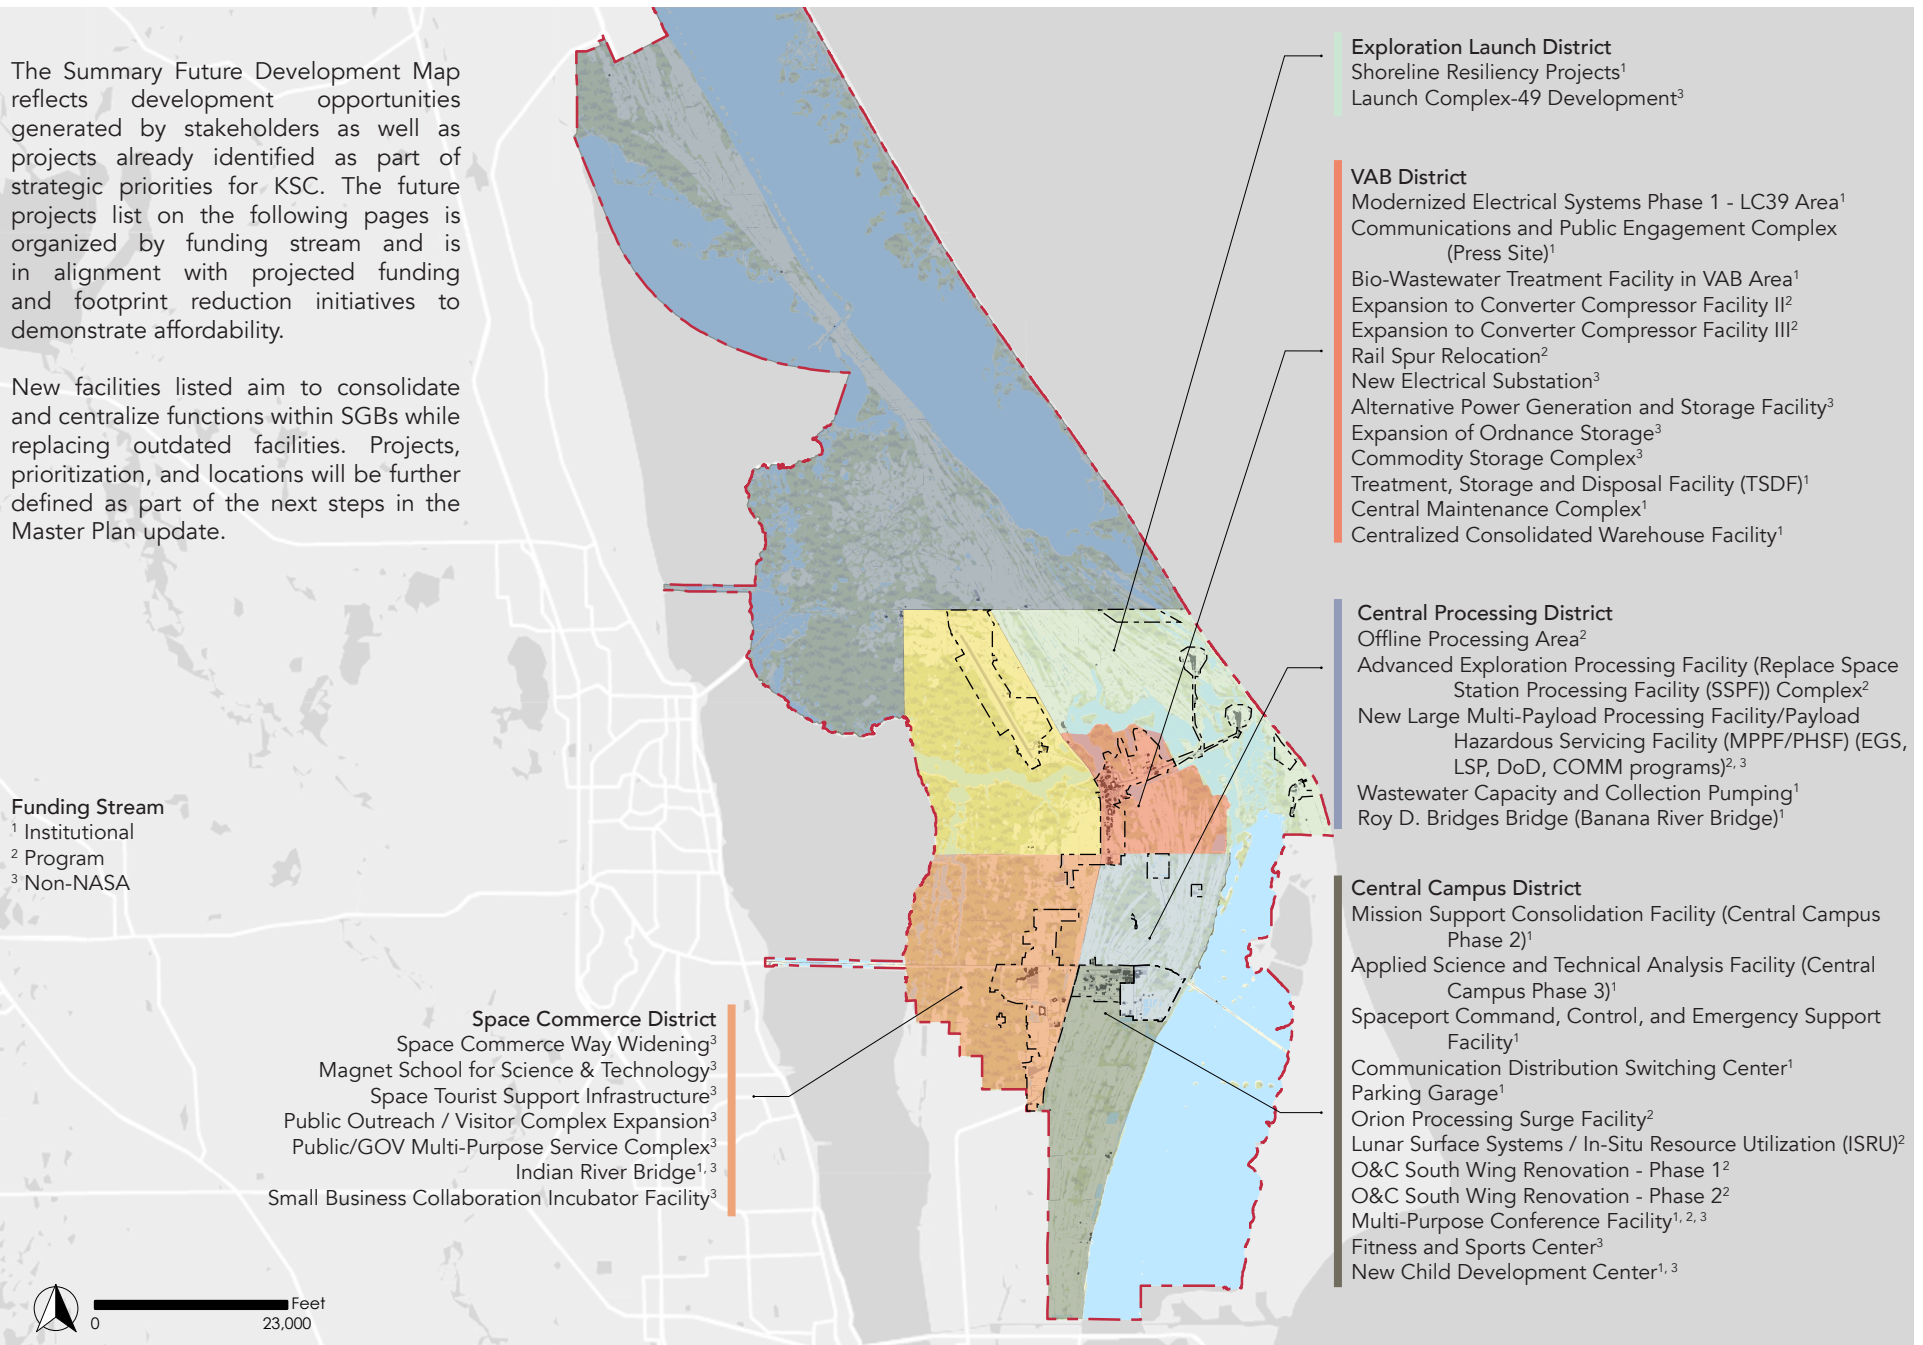 The Summary Future Development Map
reflects development opportunities
generated by stakeholders as well as
projects already identified as part of
strategic priorities for KSC. The future
projects list on the following pages is
organized by funding stream and is
in alignment with projected funding
and footprint reduction initiatives to
demonstrate affordability.
New facilities listed aim to consolidate
and centralize functions within SGBs while
replacing outdated facilities. Projects,
prioritization, and locations will be further
defined as part of the next steps in the
Master Plan update.
Funding Stream
¹ Institutional
² Program
³ Non-NASA
Space Commerce District
Space Commerce Way Widening³
Magnet School for Science & Technology³
Space Tourist Support Infrastructure³
Public Outreach / Visitor Complex Expansion³
Public/GOV Multi-Purpose Service Complex³
Indian River Bridge¹˒ ³
Small Business Collaboration Incubator Facility³
Feet
0 23,000
Exploration Launch District
Shoreline Resiliency Projects¹
Launch Complex-49 Development³
VAB District
Modernized Electrical Systems Phase 1 - LC39 Area¹
Communications and Public Engagement Complex
(Press Site)¹
Bio-Wastewater Treatment Facility in VAB Area¹
Expansion to Converter Compressor Facility II²
Expansion to Converter Compressor Facility III²
Rail Spur Relocation²
New Electrical Substation³
Alternative Power Generation and Storage Facility³
Expansion of Ordnance Storage³
Commodity Storage Complex³
Treatment, Storage and Disposal Facility (TSDF)¹
Central Maintenance Complex¹
Centralized Consolidated Warehouse Facility¹
Central Processing District
Offline Processing Area²
Advanced Exploration Processing Facility (Replace Space
Station Processing Facility (SSPF)) Complex²
New Large Multi-Payload Processing Facility/Payload
Hazardous Servicing Facility (MPPF/PHSF) (EGS,
LSP, DoD, COMM programs)²˒ ³
Wastewater Capacity and Collection Pumping¹
Roy D. Bridges Bridge (Banana River Bridge)¹
Central Campus District
Mission Support Consolidation Facility (Central Campus
Phase 2)¹
Applied Science and Technical Analysis Facility (Central
Campus Phase 3)¹
Spaceport Command, Control, and Emergency Support
Facility¹
Communication Distribution Switching Center¹
Parking Garage¹
Orion Processing Surge Facility²
Lunar Surface Systems / In-Situ Resource Utilization (ISRU)²
O&C South Wing Renovation - Phase 1²
O&C South Wing Renovation - Phase 2²
Multi-Purpose Conference Facility¹˒ ²˒ ³
Fitness and Sports Center³
New Child Development Center¹˒ ³